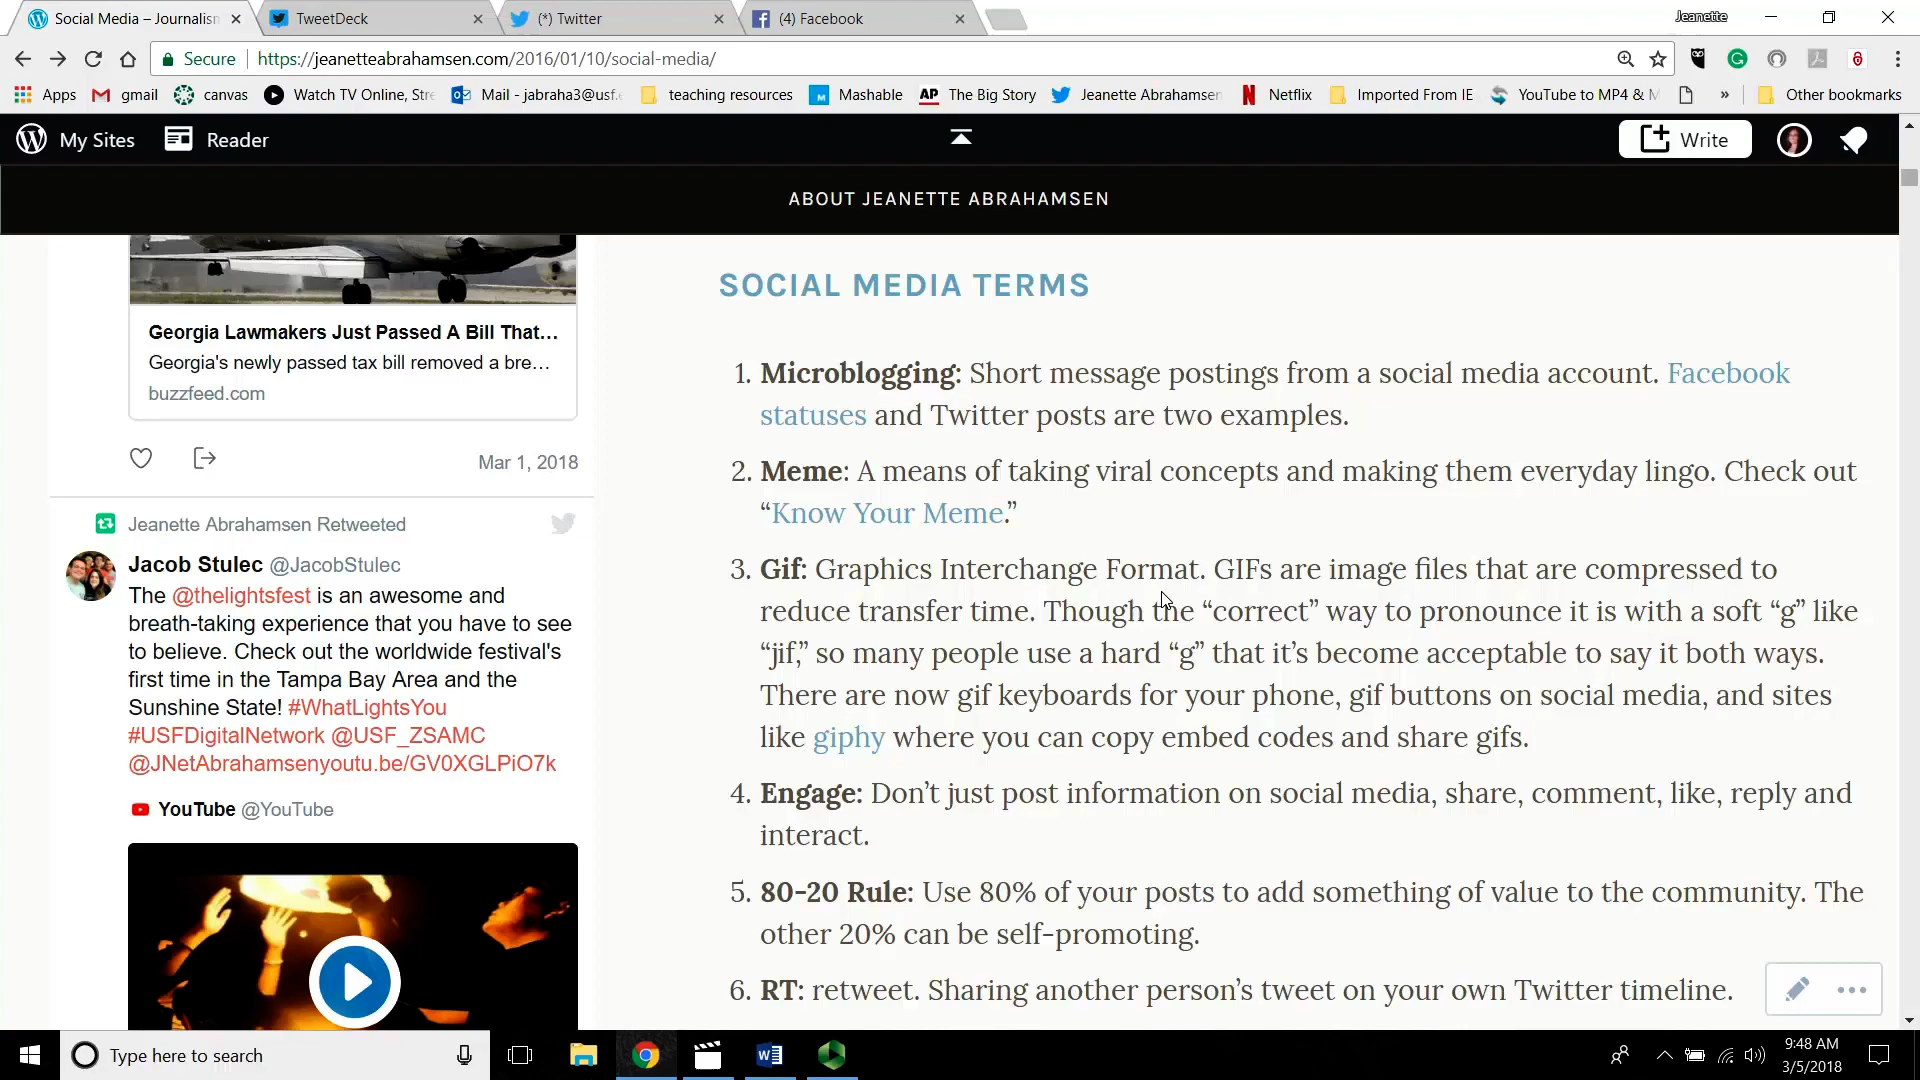 Social Media – Journalisn
TweetDeck
(*) Twitter
(4) Facebook
Jeanette
Secure
https://jeanetteabrahamsen.com/2016/01/10/social-media/
Apps
gmail
canvas
Watch TV Online, Stre
Mail - jabraha3@usf.e
teaching resources
Mashable
AP The Big Story
Jeanette Abrahamsen
Netflix
Imported From IE
YouTube to MP4 & M
»
Other bookmarks
My Sites
Reader
Write
ABOUT JEANETTE ABRAHAMSEN
Georgia Lawmakers Just Passed A Bill That…
Georgia's newly passed tax bill removed a bre…
buzzfeed.com
Mar 1, 2018
Jeanette Abrahamsen Retweeted
Jacob Stulec @JacobStulec
The @thelightsfest is an awesome and
breath-taking experience that you have to see
to believe. Check out the worldwide festival's
first time in the Tampa Bay Area and the
Sunshine State! #WhatLightsYou
#USFDigitalNetwork @USF_ZSAMC
@JNetAbrahamsenyoutu.be/GV0XGLPiO7k
YouTube @YouTube
SOCIAL MEDIA TERMS
1. Microblogging: Short message postings from a social media account. Facebook
statuses and Twitter posts are two examples.
2. Meme: A means of taking viral concepts and making them everyday lingo. Check out
“Know Your Meme.”
3. Gif: Graphics Interchange Format. GIFs are image files that are compressed to
reduce transfer time. Though the “correct” way to pronounce it is with a soft “g” like
“jif,” so many people use a hard “g” that it’s become acceptable to say it both ways.
There are now gif keyboards for your phone, gif buttons on social media, and sites
like giphy where you can copy embed codes and share gifs.
4. Engage: Don’t just post information on social media, share, comment, like, reply and
interact.
5. 80-20 Rule: Use 80% of your posts to add something of value to the community. The
other 20% can be self-promoting.
6. RT: retweet. Sharing another person’s tweet on your own Twitter timeline.
Type here to search
9:48 AM
3/5/2018